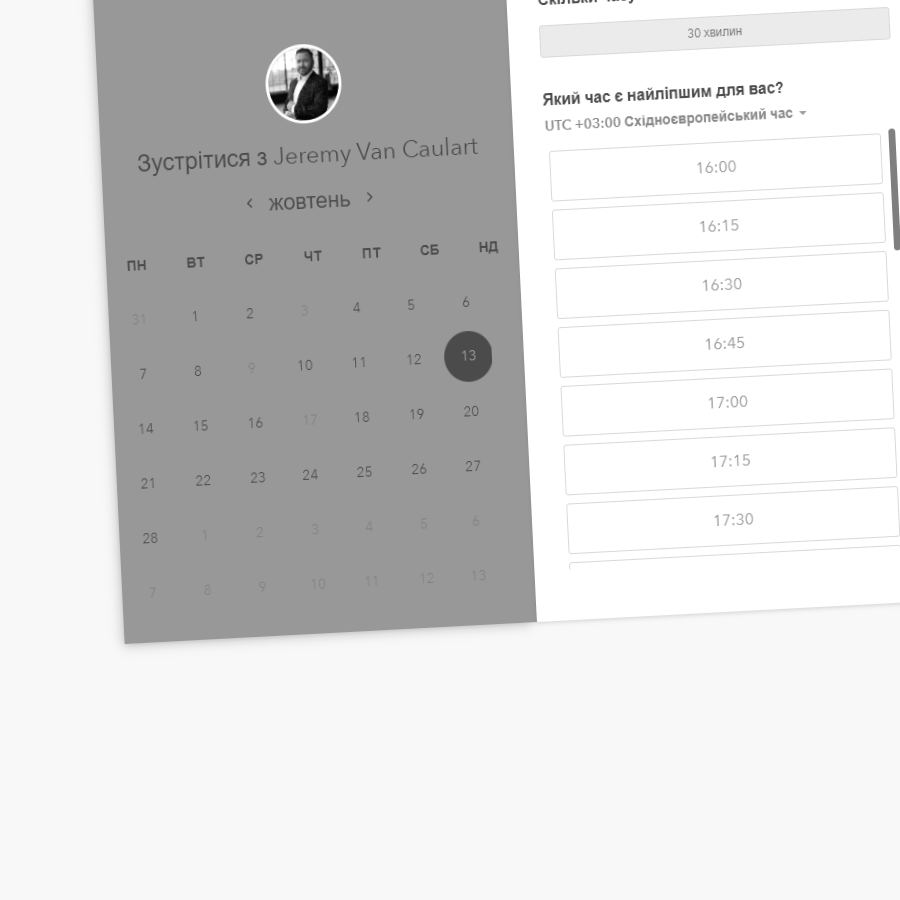 Зустрітися з Jeremy Van Caulart
‹ жовтень ›
ПН ВТ СР ЧТ ПТ СБ НД
31 1 2 3 4 5 6
7 8 9 10 11 12 13
14 15 16 17 18 19 20
21 22 23 24 25 26 27
28 1 2 3 4 5 6
7 8 9 10 11 12 13
30 хвилин
Який час є найліпшим для вас?
UTC +03:00 Східноєвропейський час
16:00
16:15
16:30
16:45
17:00
17:15
17:30